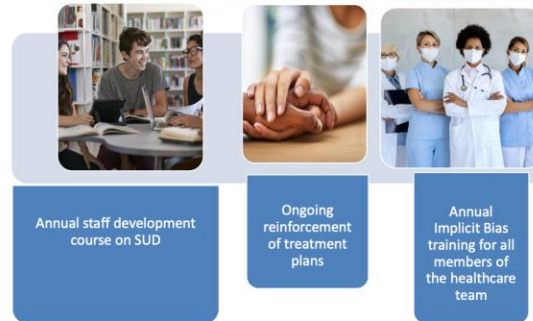 Annual staff development
course on SUD
Ongoing
reinforcement
of treatment
plans
Annual
Implicit Bias
training for all
members of
the healthcare
team